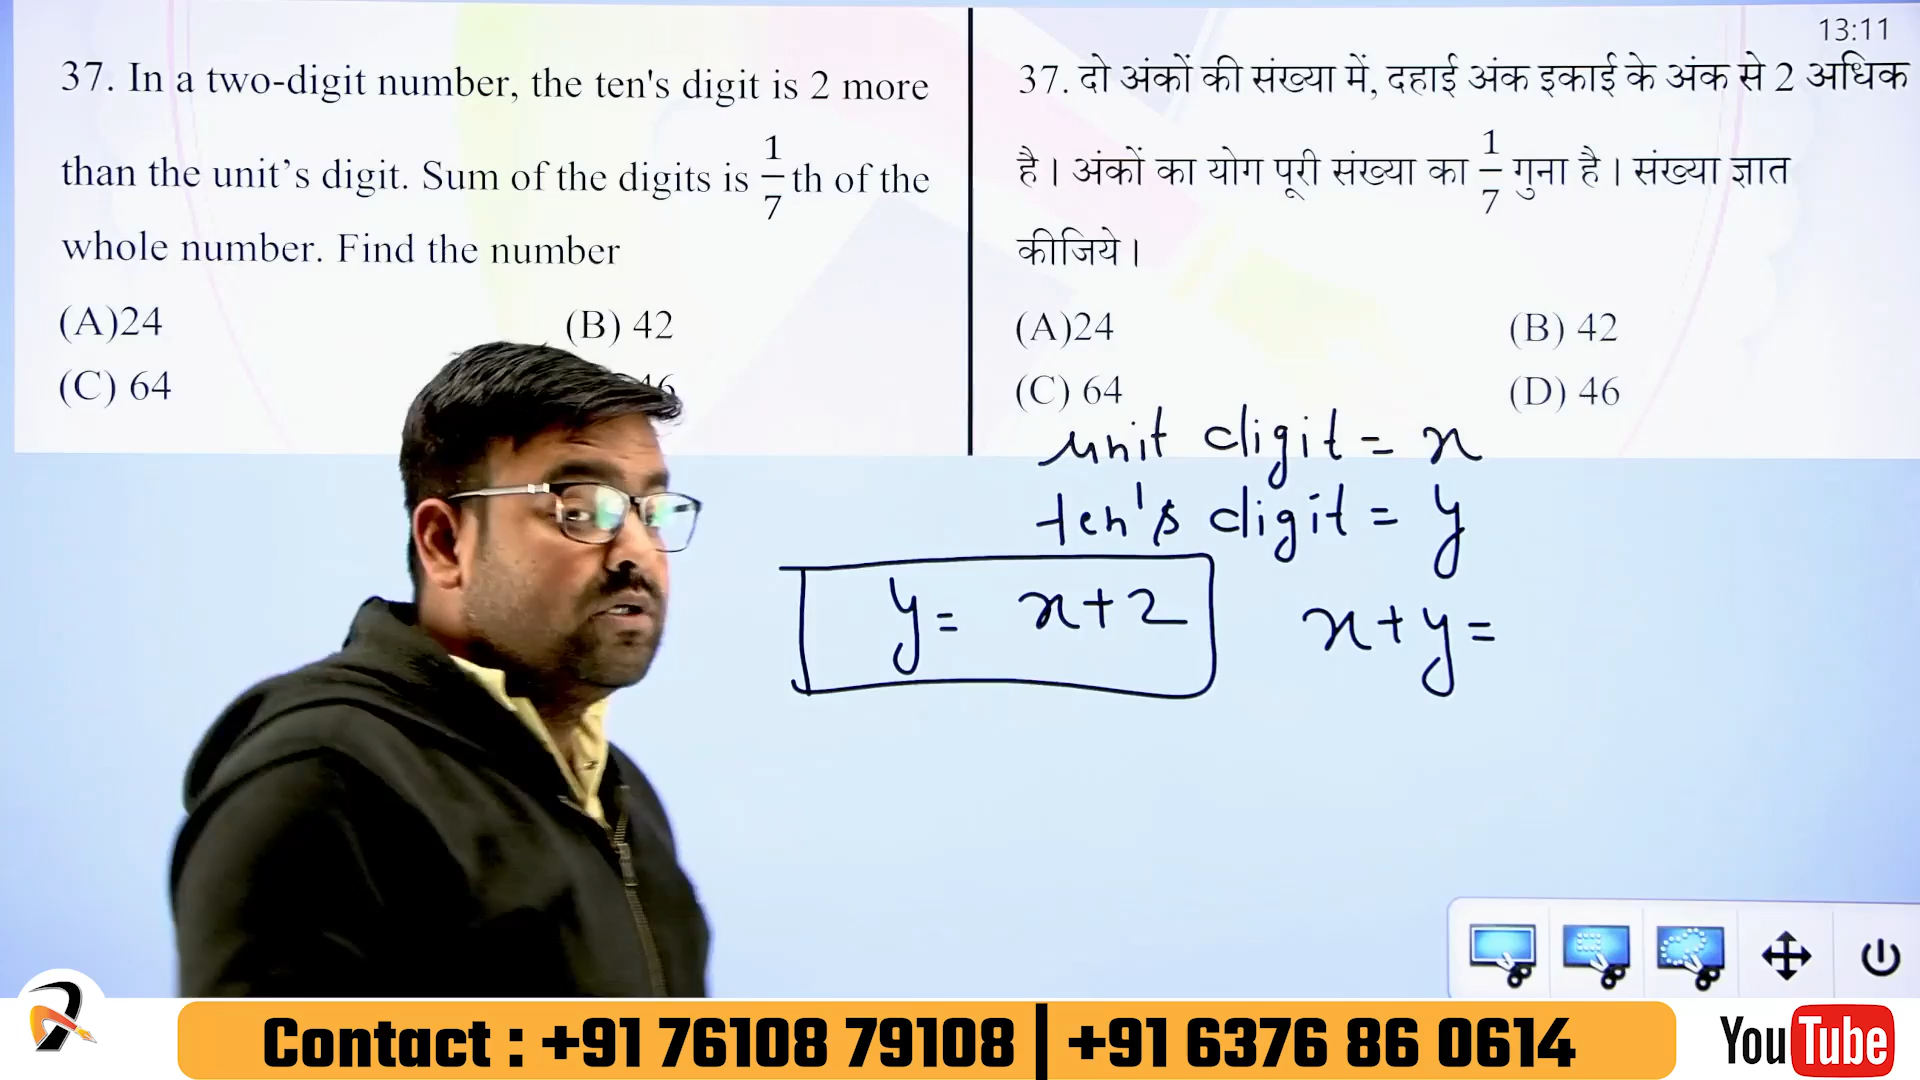 13:11
37. In a two-digit number, the ten's digit is 2 more
than the unit’s digit. Sum of the digits is 1/7 th of the
whole number. Find the number
(A)24 (B) 42
(C) 64 46
37. दो अंकों की संख्या में, दहाई अंक इकाई के अंक से 2 अधिक
है। अंकों का योग पूरी संख्या का 1/7 गुना है। संख्या ज्ञात
कीजिये।
(A)24 (B) 42
(C) 64 (D) 46
unit digit = x
ten's digit = y
y = x+2
x+y=
Contact : +91 76108 79108 | +91 6376 86 0614
YouTube